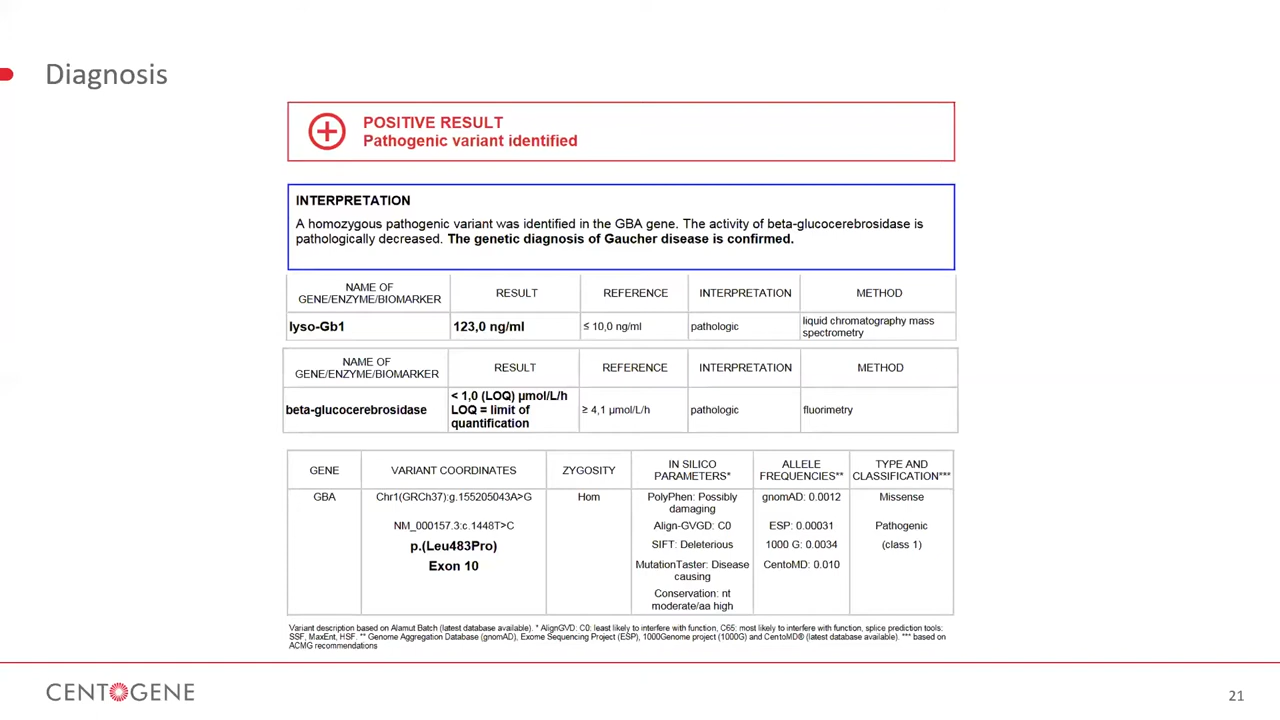 Diagnosis
POSITIVE RESULT
Pathogenic variant identified
INTERPRETATION
A homozygous pathogenic variant was identified in the GBA gene. The activity of beta-glucocerebrosidase is
pathologically decreased. The genetic diagnosis of Gaucher disease is confirmed.
NAME OF
GENE/ENZYME/BIOMARKER
RESULT
REFERENCE
INTERPRETATION
METHOD
lyso-Gb1
123,0 ng/ml
≤ 10,0 ng/ml
pathologic
liquid chromatography mass
spectrometry
NAME OF
GENE/ENZYME/BIOMARKER
RESULT
REFERENCE
INTERPRETATION
METHOD
beta-glucocerebrosidase
< 1,0 (LOQ) µmol/L/h
LOQ = limit of
quantification
≥ 4,1 µmol/L/h
pathologic
fluorimetry
GENE
VARIANT COORDINATES
ZYGOSITY
IN SILICO
PARAMETERS*
ALLELE
FREQUENCIES**
TYPE AND
CLASSIFICATION***
GBA
Chr1(GRCh37):g.155205043A>G
NM_000157.3:c.1448T>C
p.(Leu483Pro)
Exon 10
Hom
PolyPhen: Possibly
damaging
Align-GVGD: C0
SIFT: Deleterious
MutationTaster: Disease
causing
Conservation: nt
moderate/aa high
gnomAD: 0.0012
ESP: 0.00031
1000 G: 0.0034
CentoMD: 0.010
Missense
Pathogenic
(class 1)
Variant description based on Alamut Batch (latest database available). * AlignGVD: C0: least likely to interfere with function, C65: most likely to interfere with function, splice prediction tools:
SSF, MaxEnt, HSF. ** Genome Aggregation Database (gnomAD), Exome Sequencing Project (ESP), 1000Genome project (1000G) and CentoMD® (latest database available). *** based on
ACMG recommendations
CENTOGENE
21